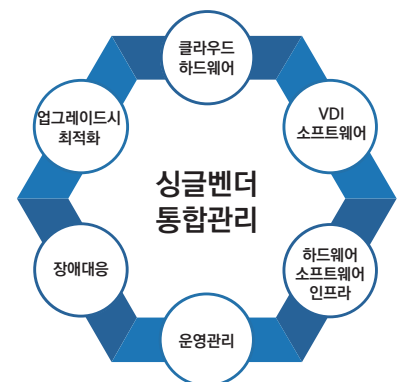 클라우드
하드웨어
VDI
소프트웨어
하드웨어
소프트웨어
인프라
운영관리
장애대응
업그레이드시
최적화
싱글벤더
통합관리